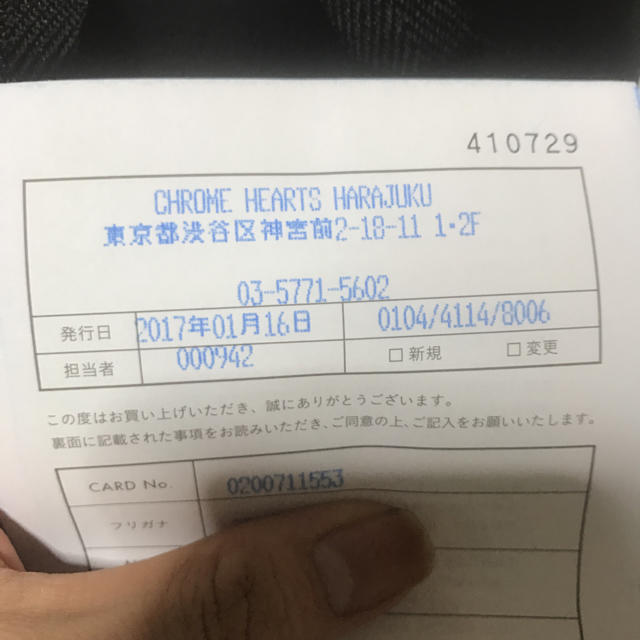 410729
CHROME HEARTS HARAJUKU
東京都渋谷区神宮前2-18-11 1・2F
03-5771-5602
発行日 2017年01月16日 0104/4114/8006
担当者 000942 □ 新規 □ 変更
この度はお買い上げいただき、誠にありがとうございます。
裏面に記載された事項をお読みいただき、ご同意の上、ご記入をお願いいたします。
CARD No. 0200711553
フリガナ